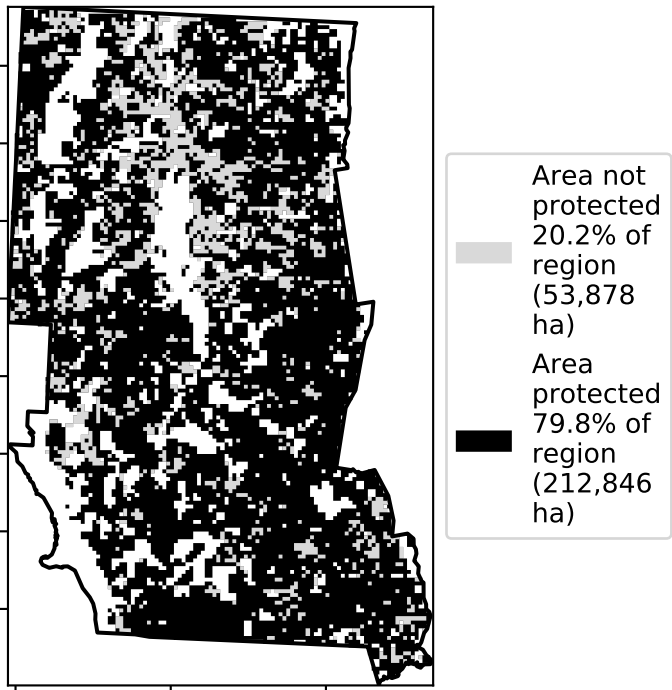 Area not
protected
20.2% of
region
(53,878
ha)
Area
protected
79.8% of
region
(212,846
ha)